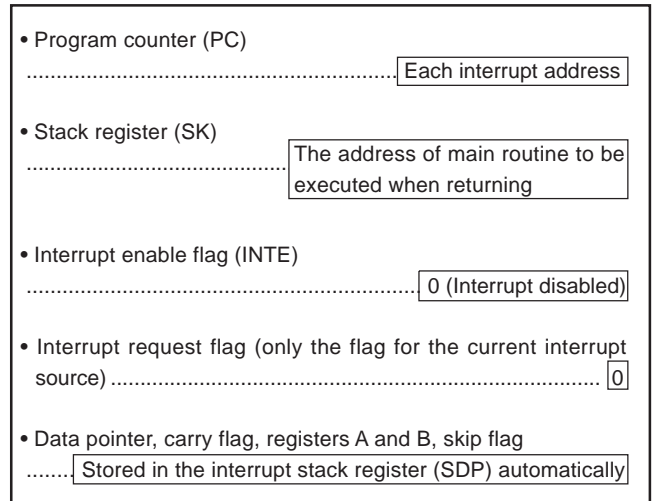 • Program counter (PC)
.............................................................. Each interrupt address
• Stack register (SK)
........................................... The address of main routine to be
executed when returning
• Interrupt enable flag (INTE)
.................................................................. 0 (Interrupt disabled)
• Interrupt request flag (only the flag for the current interrupt
source) .................................................................................. 0
• Data pointer, carry flag, registers A and B, skip flag
........ Stored in the interrupt stack register (SDP) automatically